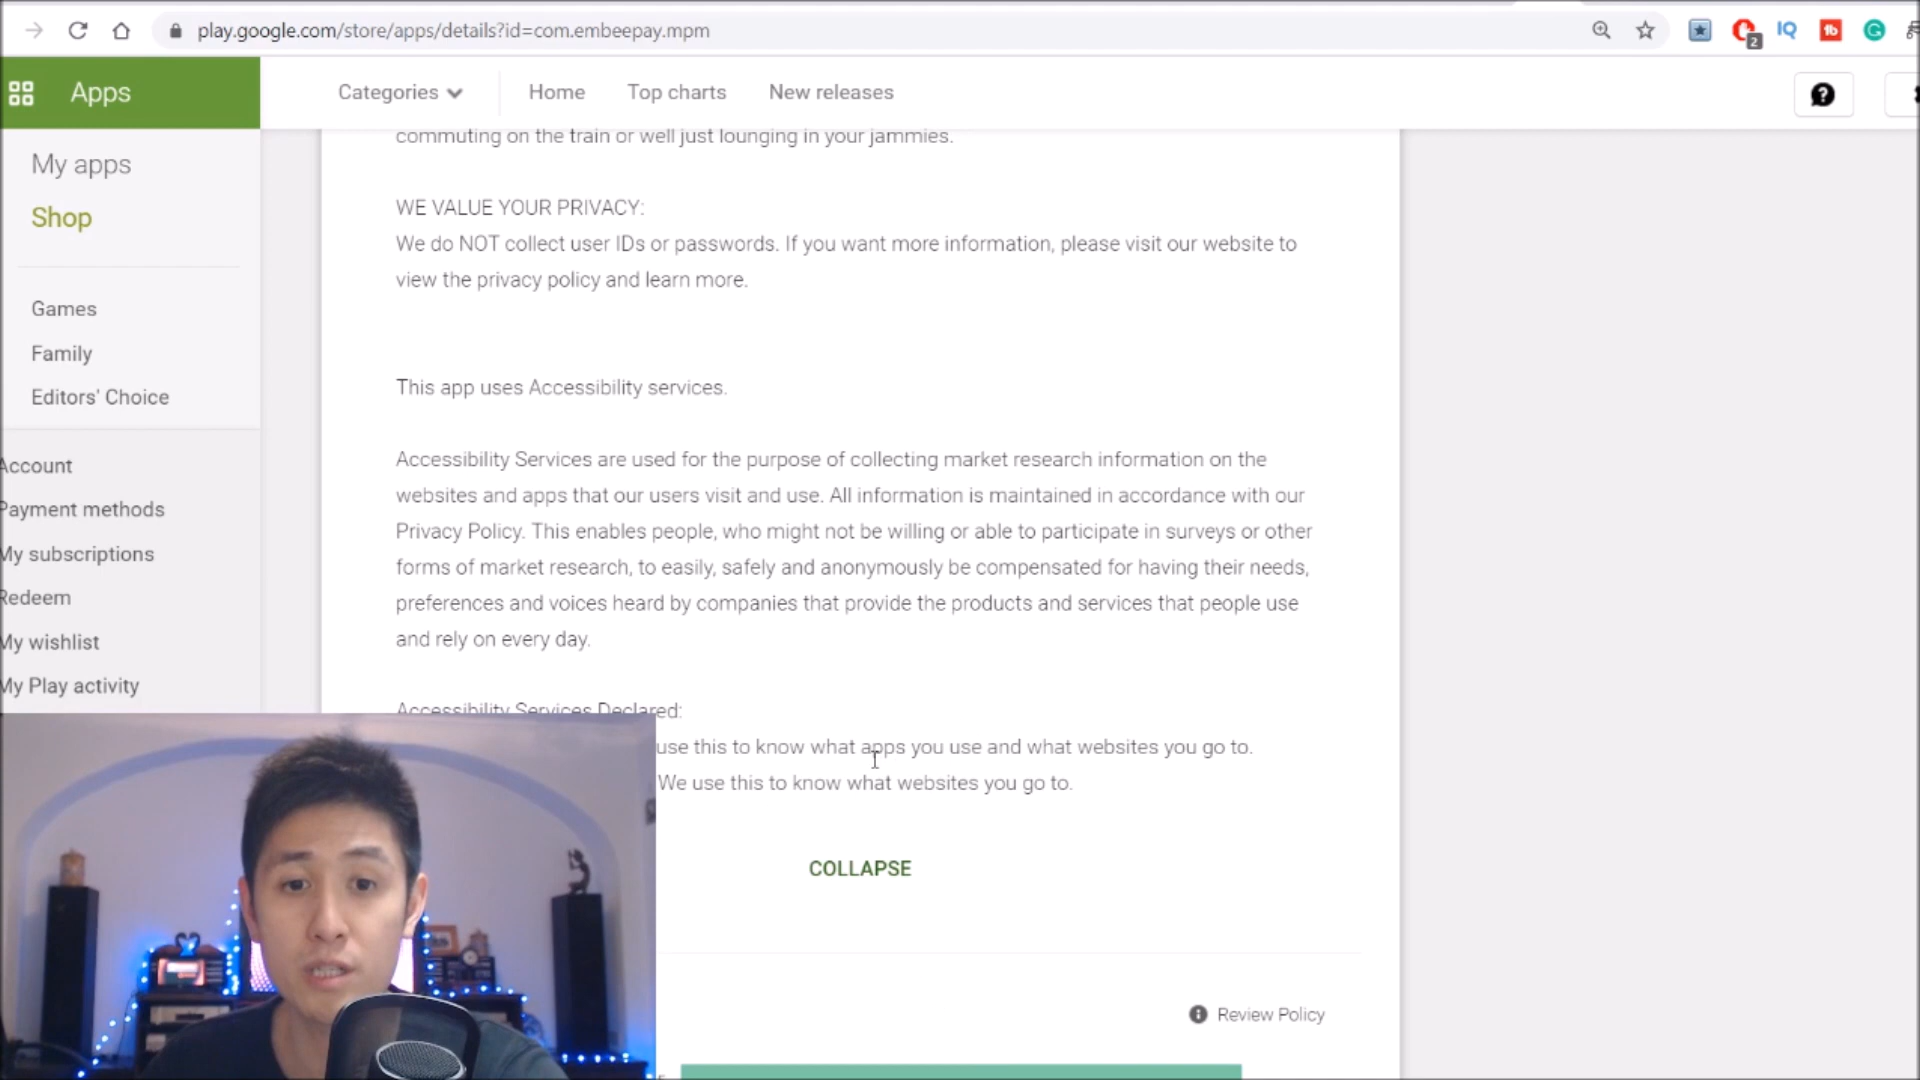 play.google.com/store/apps/details?id=com.embeepay.mpm
2
IQ
Apps
Categories
Home
Top charts
New releases
My apps
Shop
Games
Family
Editors' Choice
Account
Payment methods
My subscriptions
Redeem
My wishlist
My Play activity
commuting on the train or well just lounging in your jammies.
WE VALUE YOUR PRIVACY:
We do NOT collect user IDs or passwords. If you want more information, please visit our website to
view the privacy policy and learn more.
This app uses Accessibility services.
Accessibility Services are used for the purpose of collecting market research information on the
websites and apps that our users visit and use. All information is maintained in accordance with our
Privacy Policy. This enables people, who might not be willing or able to participate in surveys or other
forms of market research, to easily, safely and anonymously be compensated for having their needs,
preferences and voices heard by companies that provide the products and services that people use
and rely on every day.
Accessibility Services Declared:
use this to know what apps you use and what websites you go to.
We use this to know what websites you go to.
COLLAPSE
Review Policy